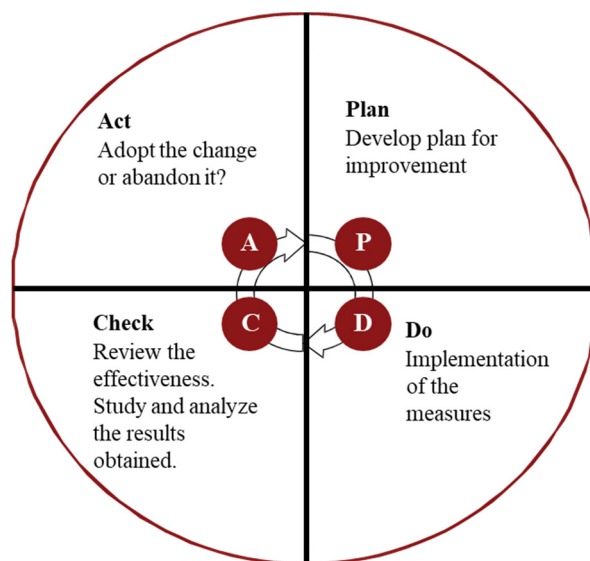 Act
Adopt the change
or abandon it?
Plan
Develop plan for
improvement
A
P
C
D
Check
Review the
effectiveness.
Study and analyze
the results
obtained.
Do
Implementation
of the
measures